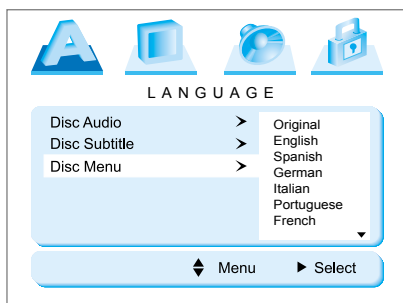 LANGUAGE
Disc Audio
Disc Subtitle
Disc Menu
Original
English
Spanish
German
Italian
Portuguese
French
Menu
Select